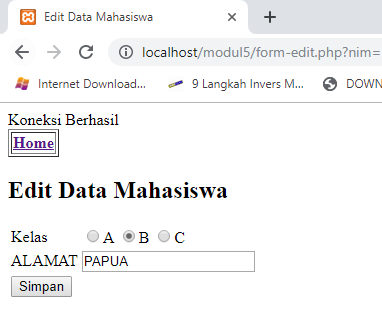 Edit Data Mahasiswa
localhost/modul5/form-edit.php?nim=
Internet Download... 9 Langkah Invers M... DOWN
Koneksi Berhasil
Home
Edit Data Mahasiswa
Kelas A B C
ALAMAT PAPUA
Simpan